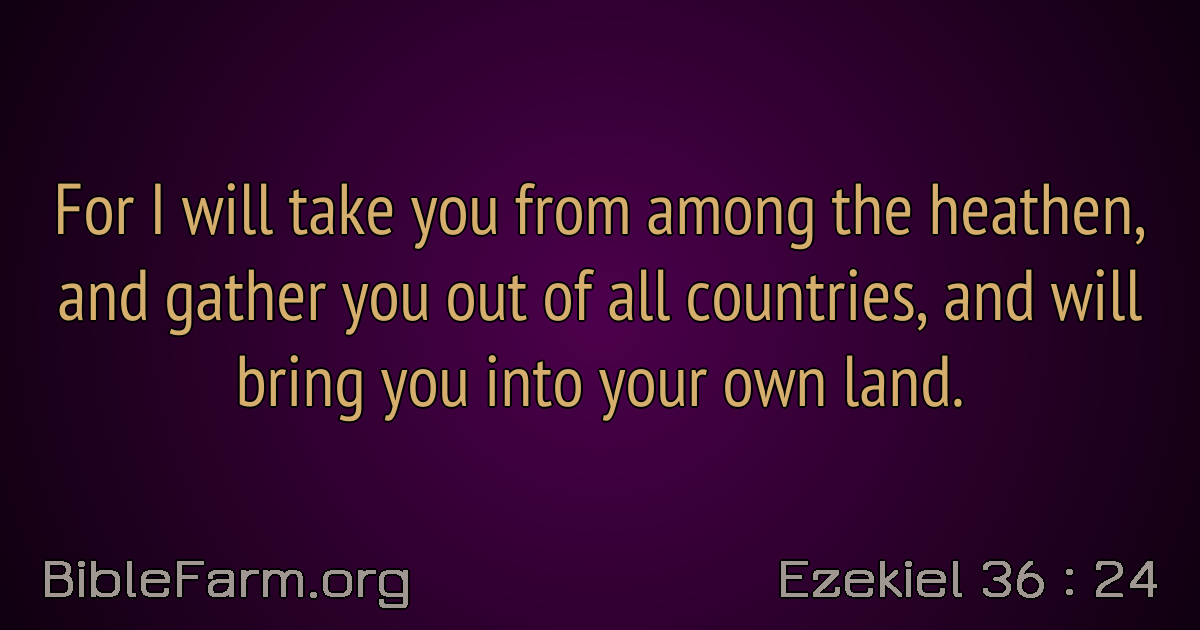 For I will take you from among the heathen,
and gather you out of all countries, and will
bring you into your own land.
BibleFarm.org
Ezekiel 36 : 24